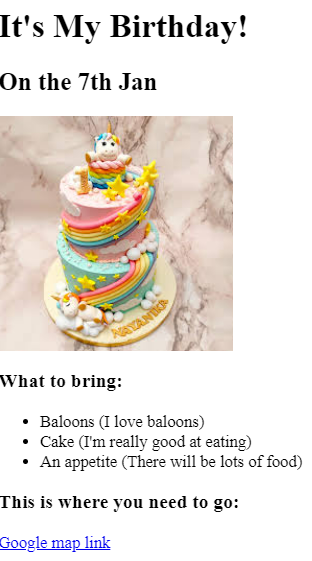 It's My Birthday!
On the 7th Jan
NAYANIKA
What to bring:
Baloons (I love baloons)
Cake (I'm really good at eating)
An appetite (There will be lots of food)
This is where you need to go:
Google map link